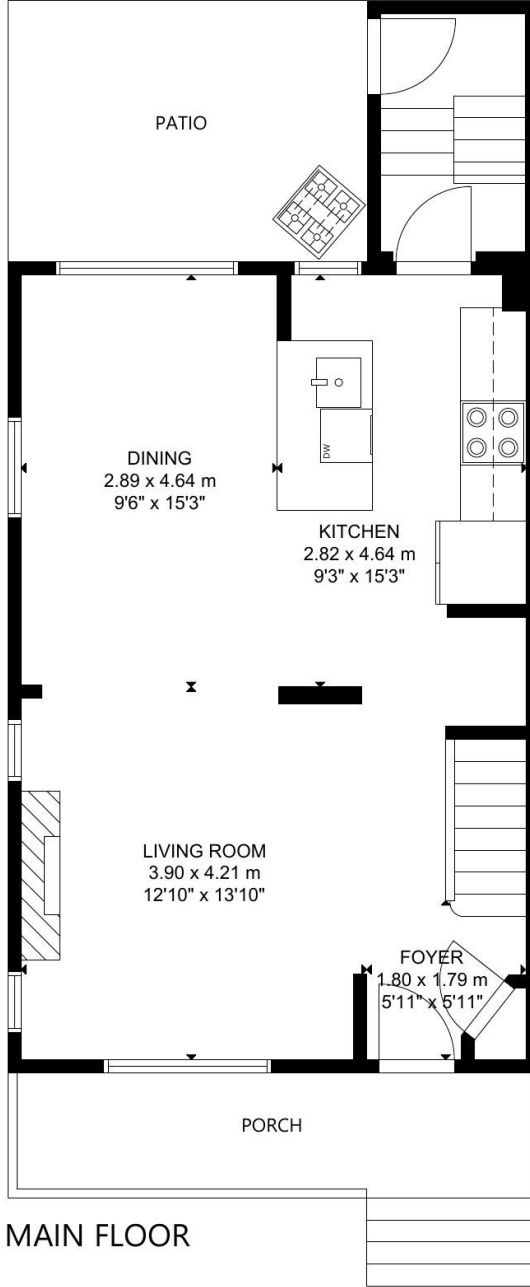 PATIO
DW
DINING
2.89 x 4.64 m
9'6" x 15'3"
KITCHEN
2.82 x 4.64 m
9'3" x 15'3"
LIVING ROOM
3.90 x 4.21 m
12'10" x 13'10"
FOYER
1.80 x 1.79 m
5'11" x 5'11"
PORCH
MAIN FLOOR